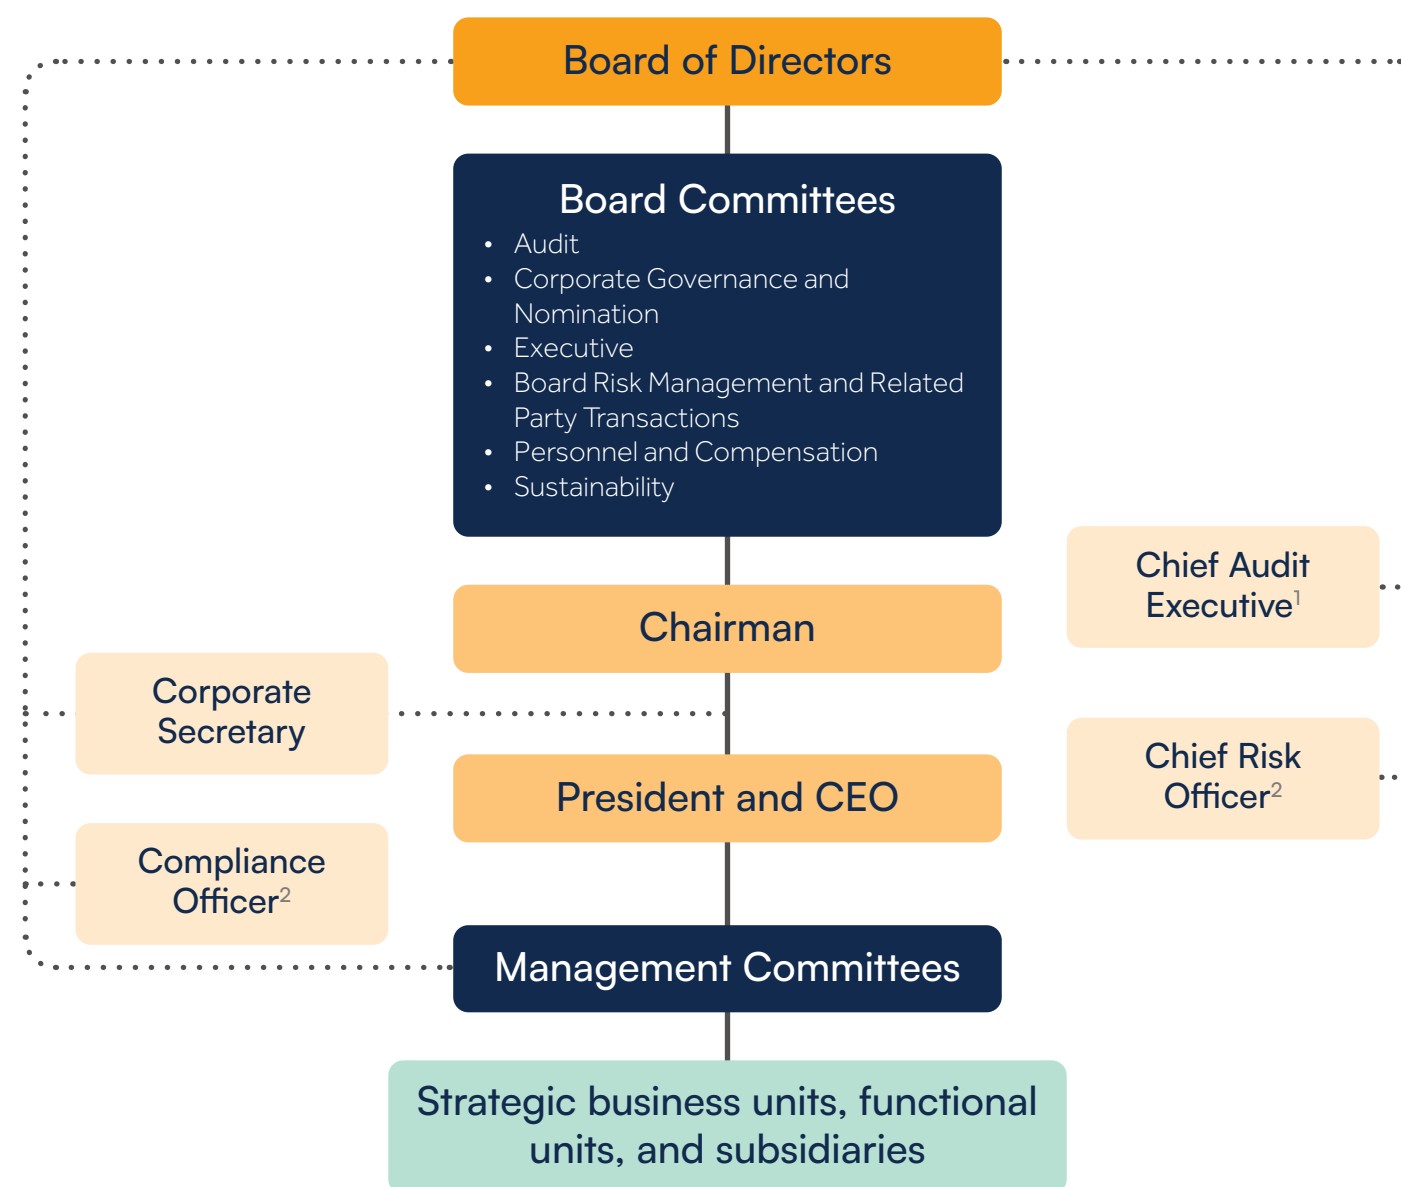 Board of Directors
Board Committees
• Audit
• Corporate Governance and
Nomination
• Executive
• Board Risk Management and Related
Party Transactions
• Personnel and Compensation
• Sustainability
Chief Audit
Executive¹
Chairman
Corporate
Secretary
Chief Risk
Officer²
President and CEO
Compliance
Officer²
Management Committees
Strategic business units, functional
units, and subsidiaries